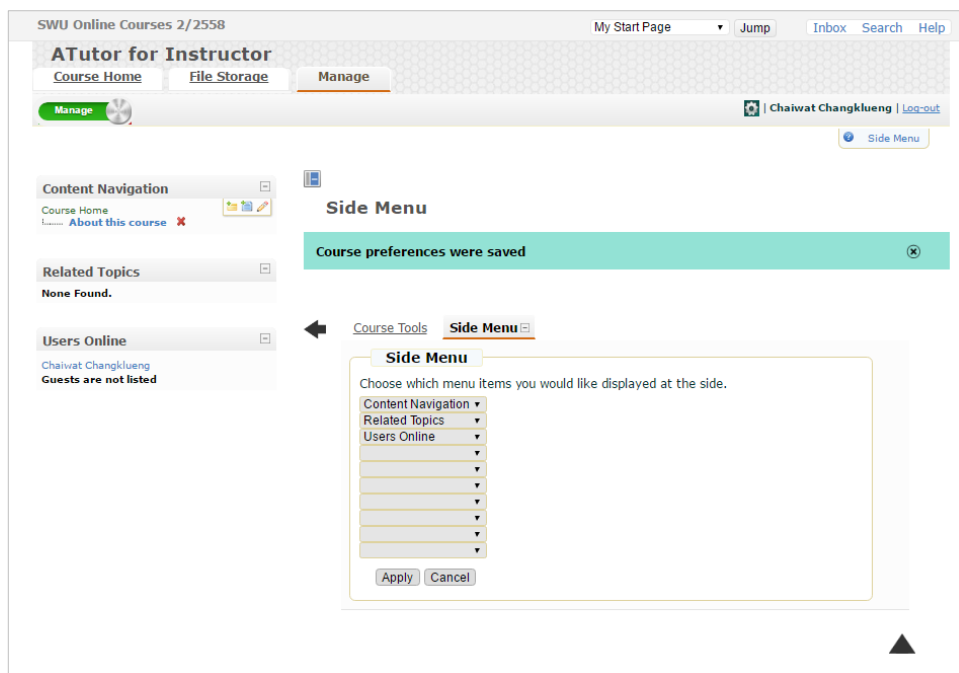 SWU Online Courses 2/2558
My Start Page
Jump
Inbox Search Help
ATutor for Instructor
Course Home File Storage Manage
Manage
| Chaiwat Changklueng | Log-out
Side Menu
Content Navigation
Course Home
About this course
Side Menu
Course preferences were saved
Related Topics
None Found.
Users Online
Chaiwat Changklueng
Guests are not listed
Course Tools Side Menu
Side Menu
Choose which menu items you would like displayed at the side.
Content Navigation
Related Topics
Users Online
Apply Cancel